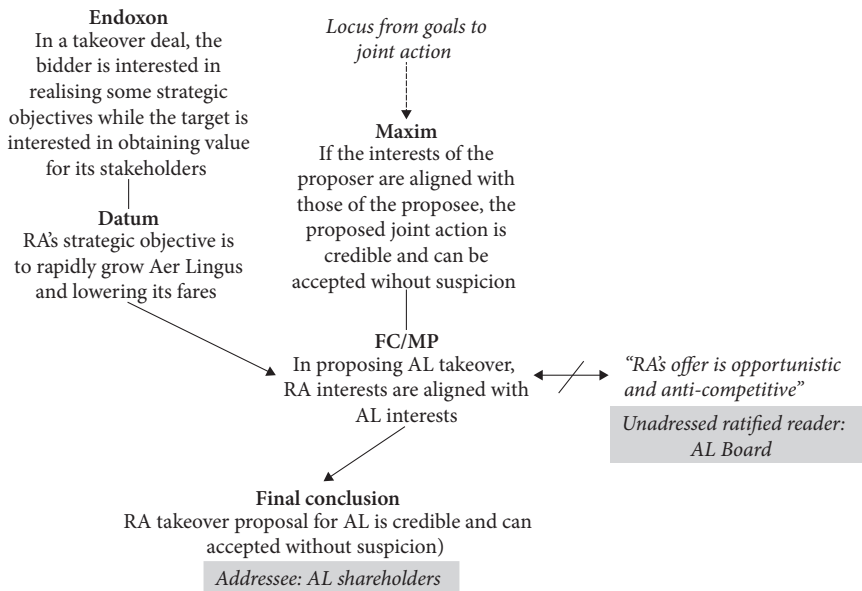 Endoxon
In a takeover deal, the
bidder is interested in
realising some strategic
objectives while the target is
interested in obtaining value
for its stakeholders
Datum
RA’s strategic objective is
to rapidly grow Aer Lingus
and lowering its fares
Locus from goals to
joint action
Maxim
If the interests of the
proposer are aligned with
those of the proposee, the
proposed joint action is
credible and can be
accepted wihout suspicion
FC/MP
In proposing AL takeover,
RA interests are aligned with
AL interests
“RA’s offer is opportunistic
and anti-competitive”
Unadressed ratified reader:
AL Board
Final conclusion
RA takeover proposal for AL is credible and can
accepted without suspicion)
Addressee: AL shareholders